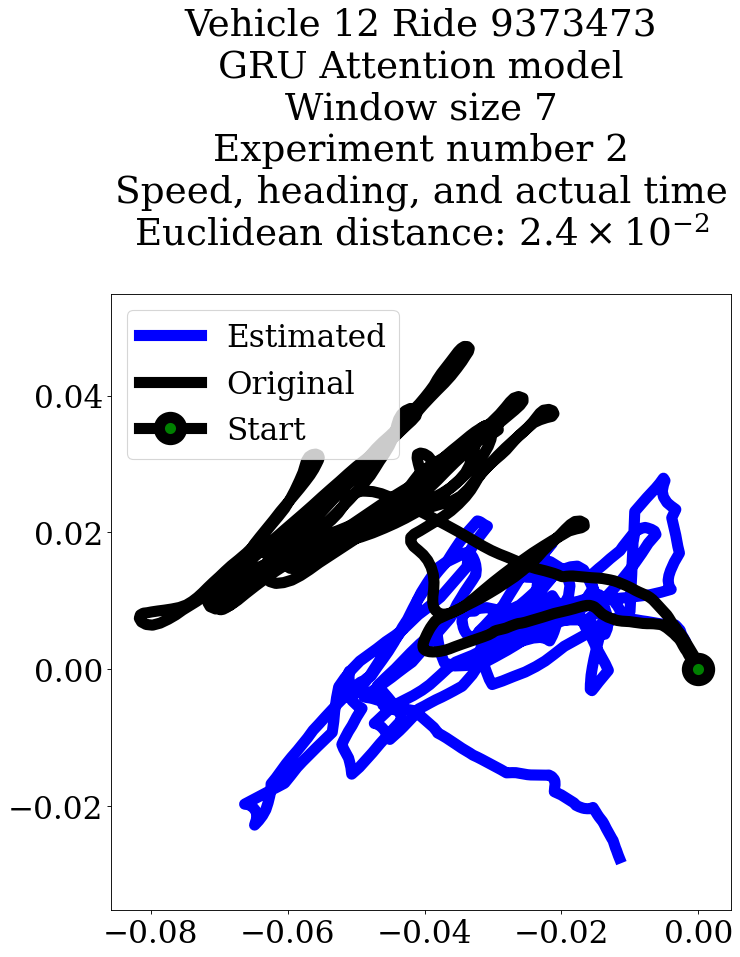 Vehicle 12 Ride 9373473
GRU Attention model
Window size 7
Experiment number 2
Speed, heading, and actual time
Euclidean distance: 2.4 × 10⁻²
Estimated
Original
Start
0.04
0.02
0.00
−0.02
−0.08 −0.06 −0.04 −0.02 0.00